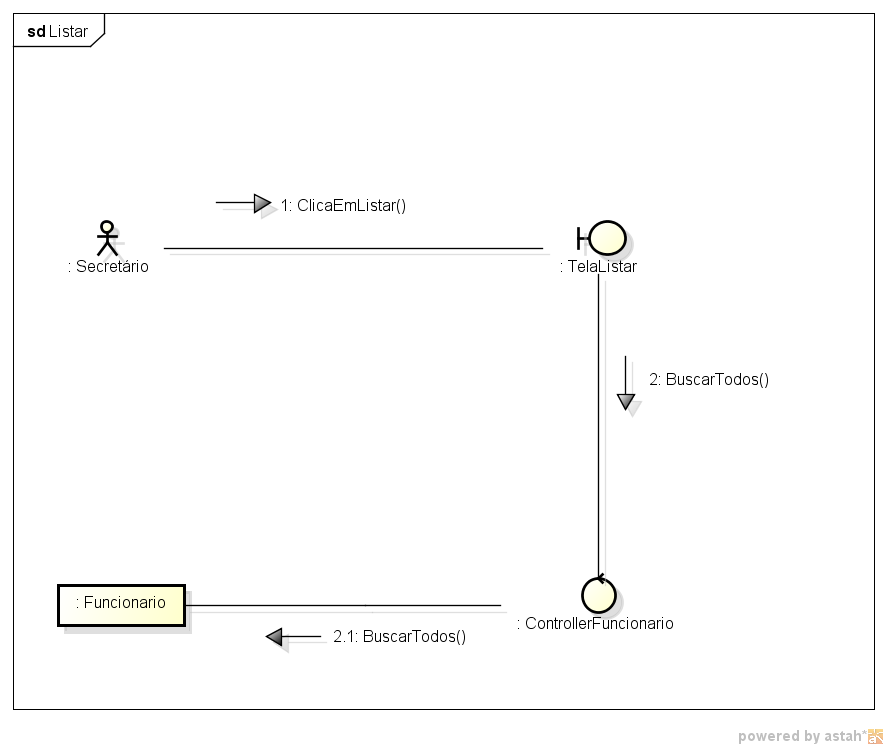 sd Listar
1: ClicaEmListar()
: Secretário
: TelaListar
2: BuscarTodos()
: Funcionario
: ControllerFuncionario
2.1: BuscarTodos()
powered by astah*